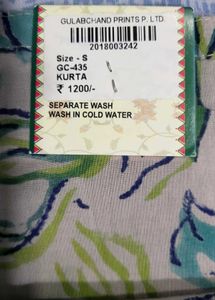 GULABCHAND PRINTS P. LTD.
2018003242
Size - S
GC-435
KURTA
₹ 1200/-
SEPARATE WASH
WASH IN COLD WATER